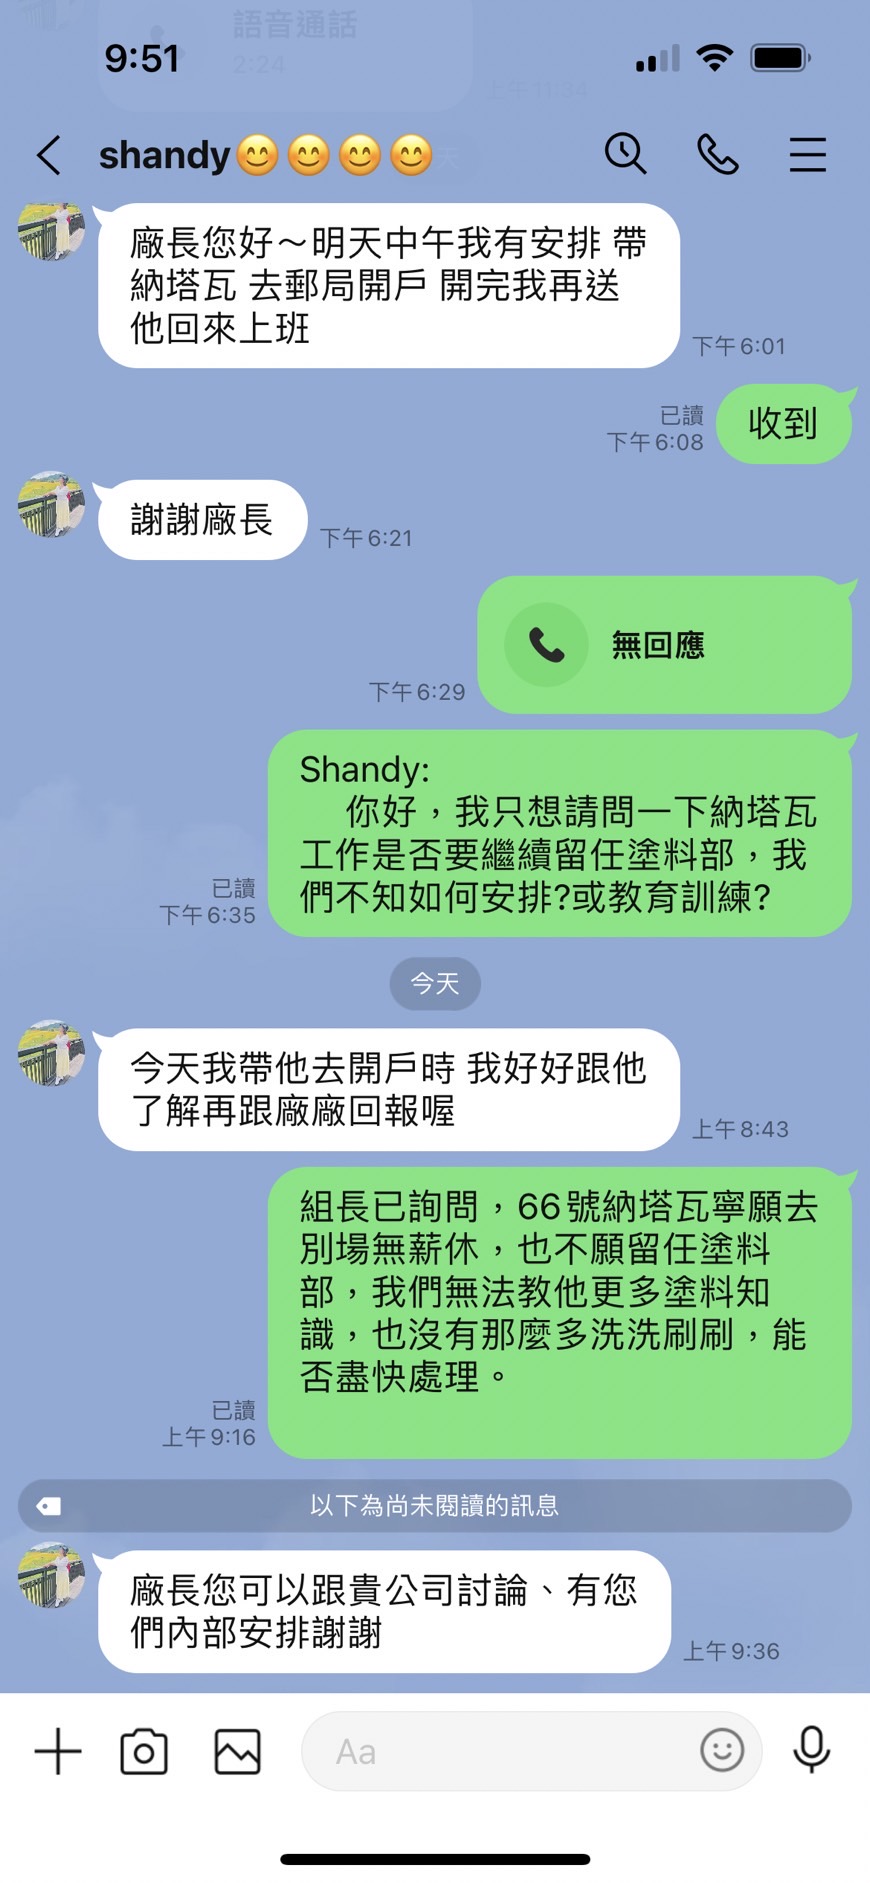 語音通話
2:24
上午 11:34
9:51
shandy😊😊😊😊
廠長您好～明天中午我有安排 帶
納塔瓦 去郵局開戶 開完我再送
他回來上班
下午 6:01
已讀
下午 6:08
收到
謝謝廠長
下午 6:21
無回應
下午 6:29
Shandy:
你好，我只想請問一下納塔瓦
工作是否要繼續留任塗料部，我
們不知如何安排?或教育訓練?
已讀
下午 6:35
今天
今天我帶他去開戶時 我好好跟他
了解再跟廠廠回報喔
上午 8:43
組長已詢問，66號納塔瓦寧願去
別場無薪休，也不願留任塗料
部，我們無法教他更多塗料知
識，也沒有那麼多洗洗刷刷，能
否盡快處理。
已讀
上午 9:16
以下為尚未閱讀的訊息
廠長您可以跟貴公司討論、有您
們內部安排謝謝
上午 9:36
Aa